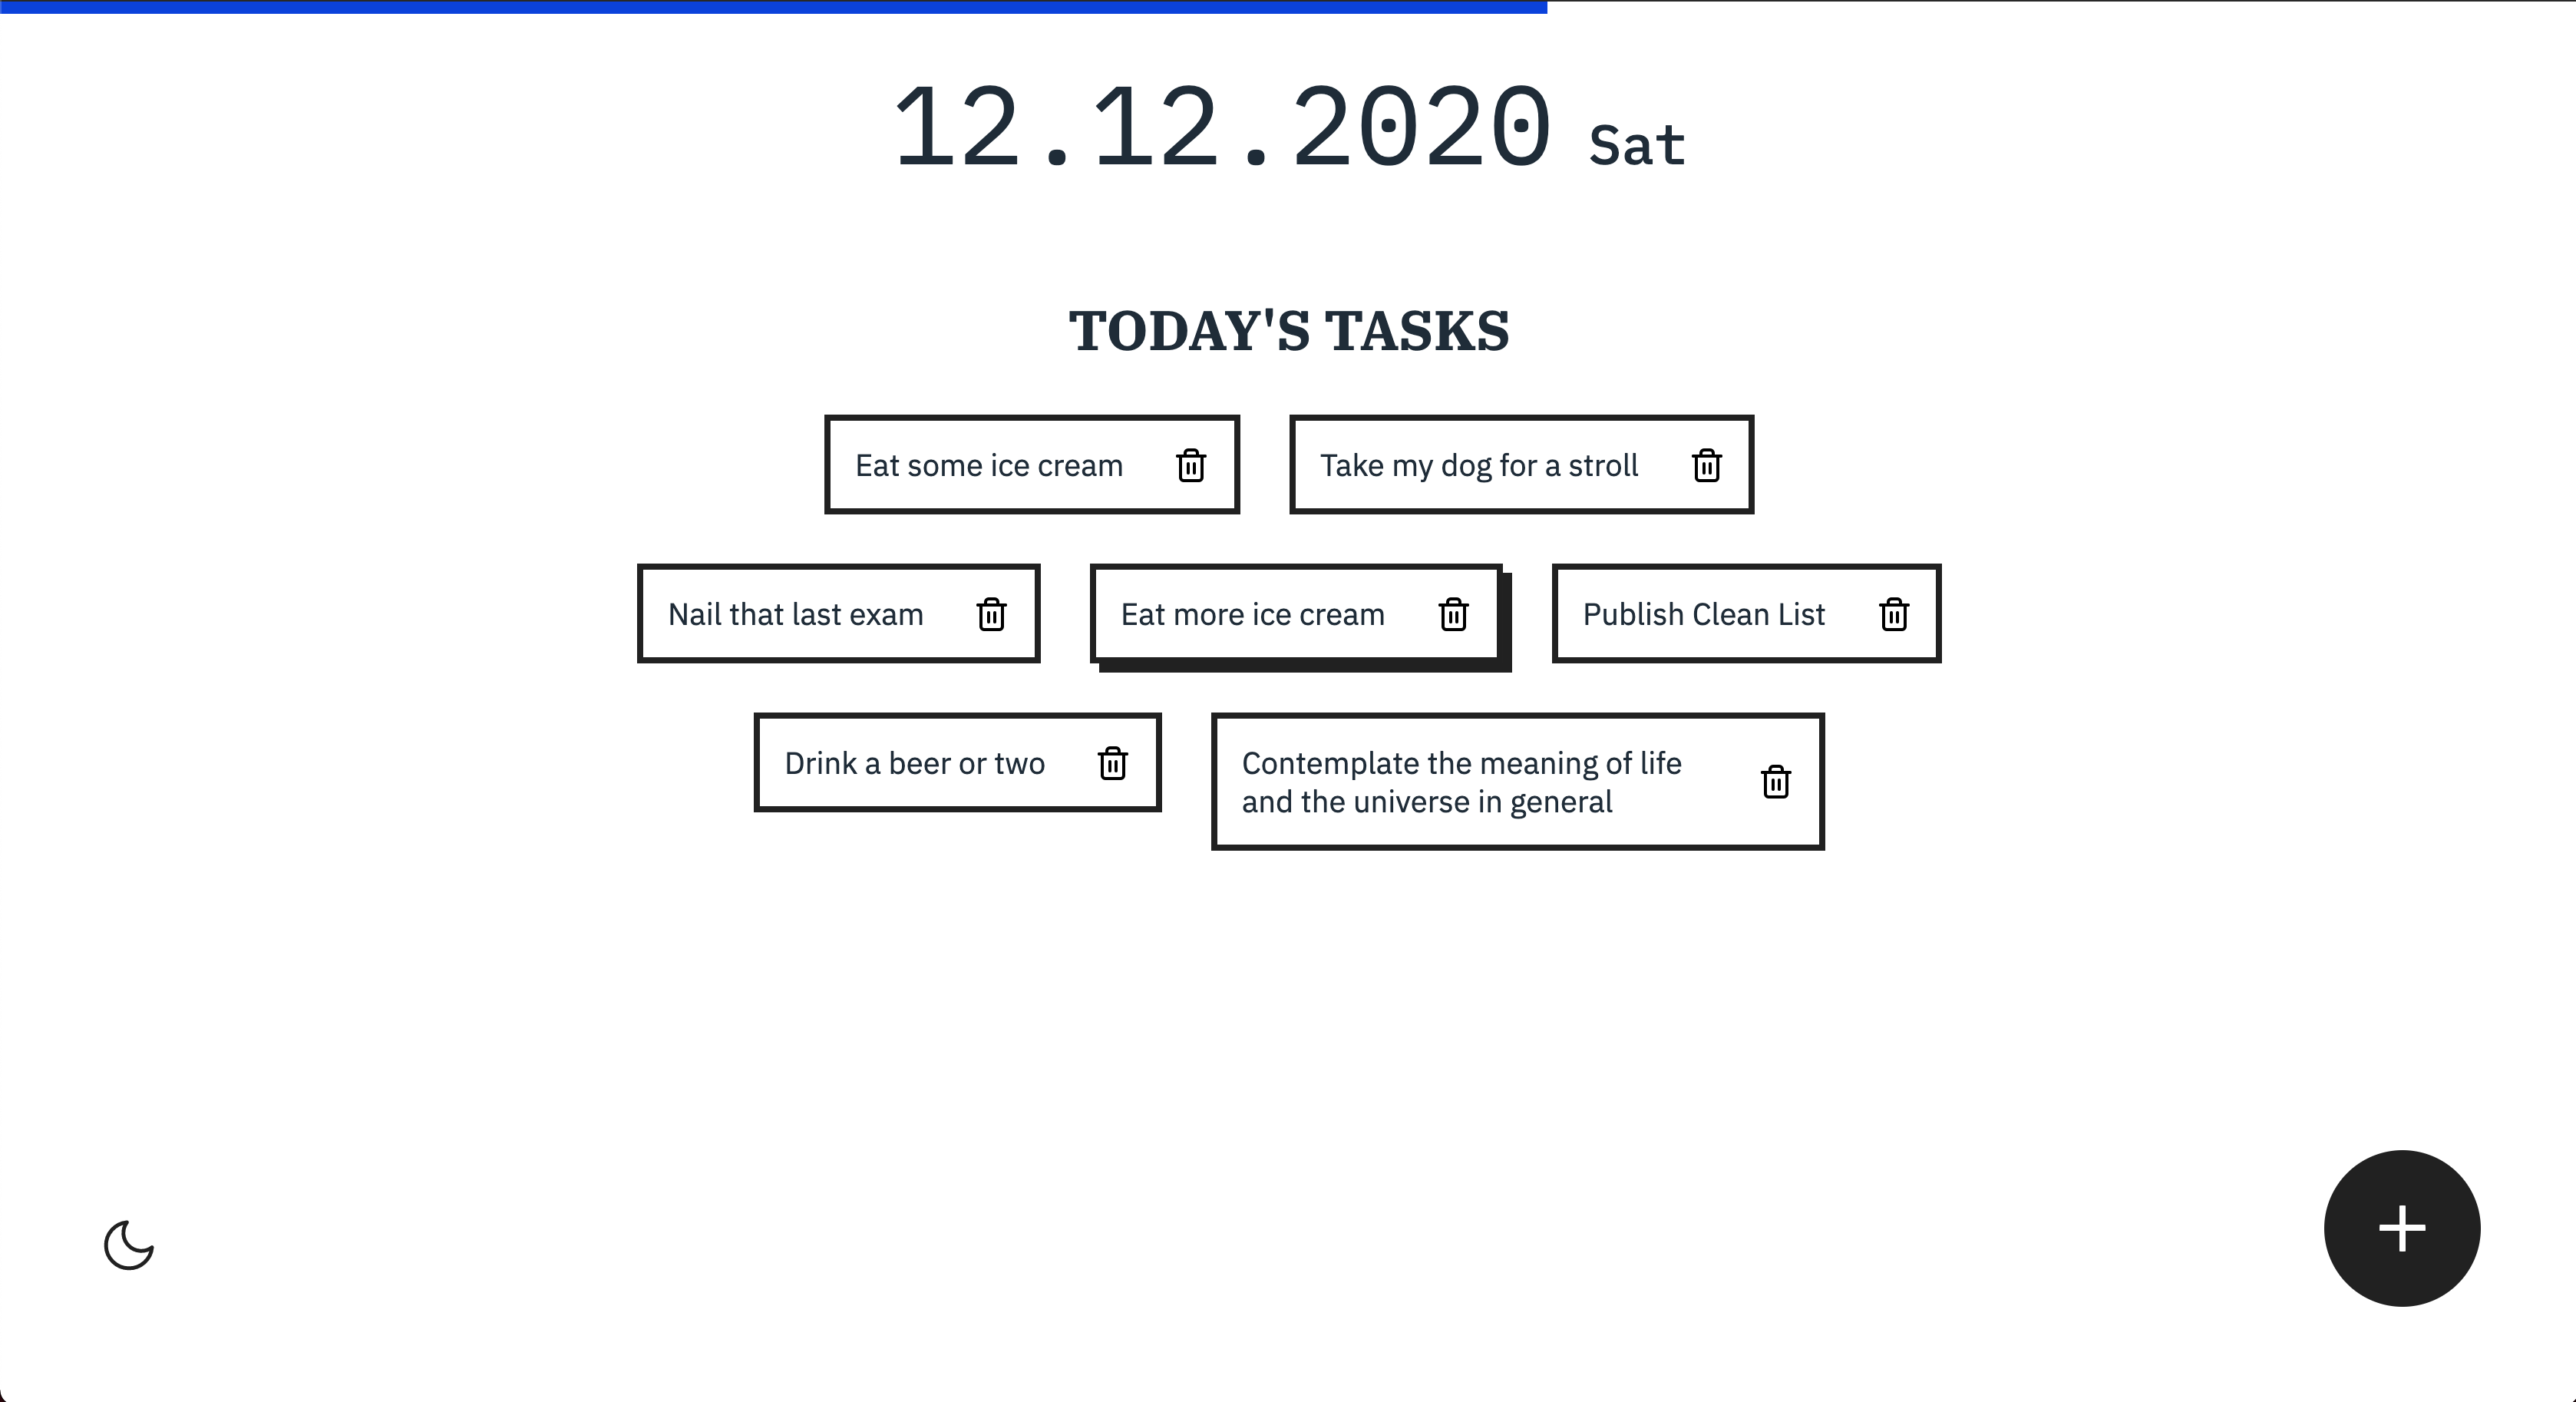 12.12.2020 Sat
TODAY'S TASKS
Eat some ice cream
Take my dog for a stroll
Nail that last exam
Eat more ice cream
Publish Clean List
Drink a beer or two
Contemplate the meaning of life
and the universe in general